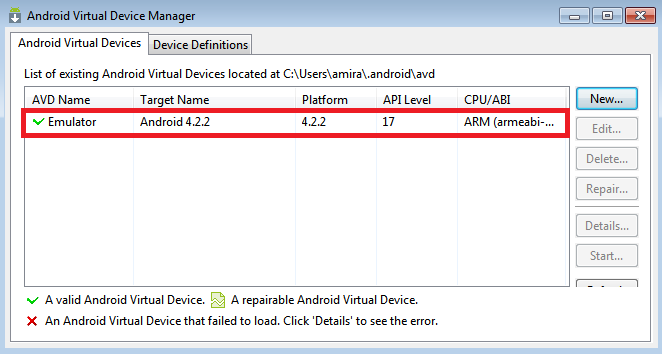 Android Virtual Device Manager
Android Virtual Devices
Device Definitions
List of existing Android Virtual Devices located at C:\Users\amira\.android\avd
AVD Name Target Name Platform API Level CPU/ABI
Emulator Android 4.2.2 4.2.2 17 ARM (armeabi-...
New...
Edit...
Delete...
Repair...
Details...
Start...
A valid Android Virtual Device. A repairable Android Virtual Device.
An Android Virtual Device that failed to load. Click 'Details' to see the error.